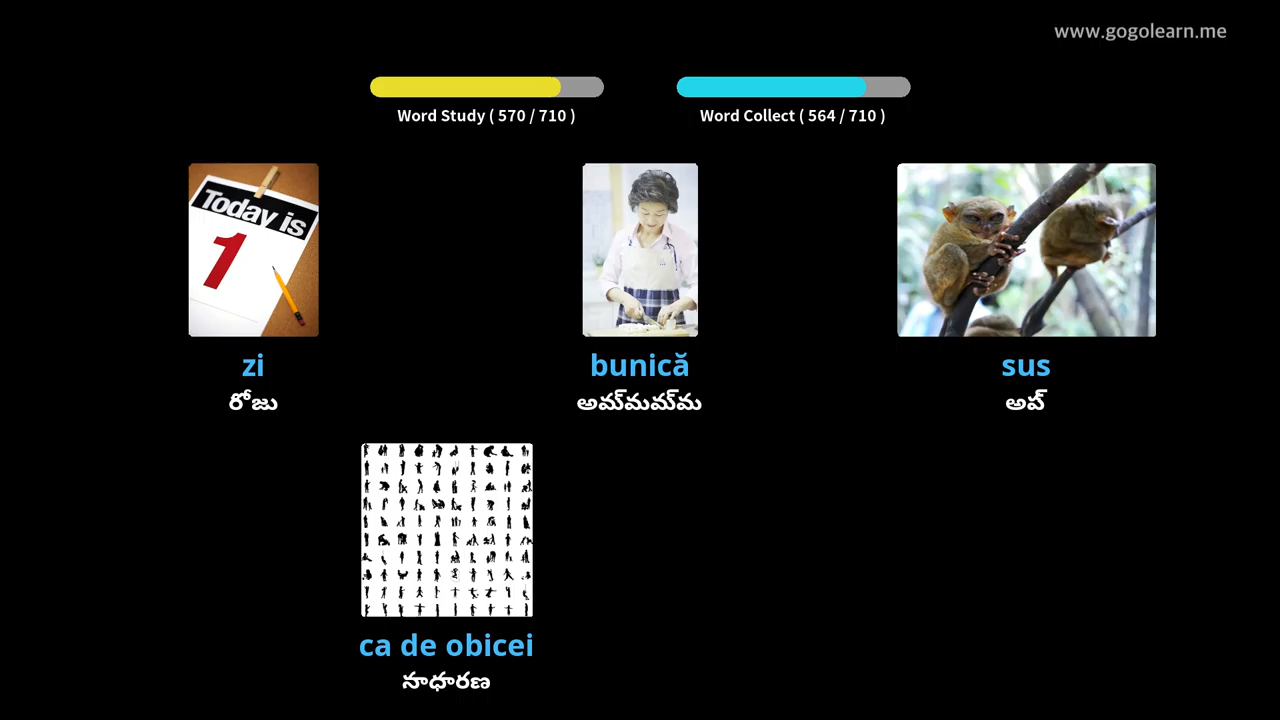 www.gogolearn.me
Word Study ( 570 / 710 )
Word Collect ( 564 / 710 )
Today is
1
zi
bunică
sus
రోజు
అమ్‌మమ్‌మ
అప్
ca de obicei
సాధారణ